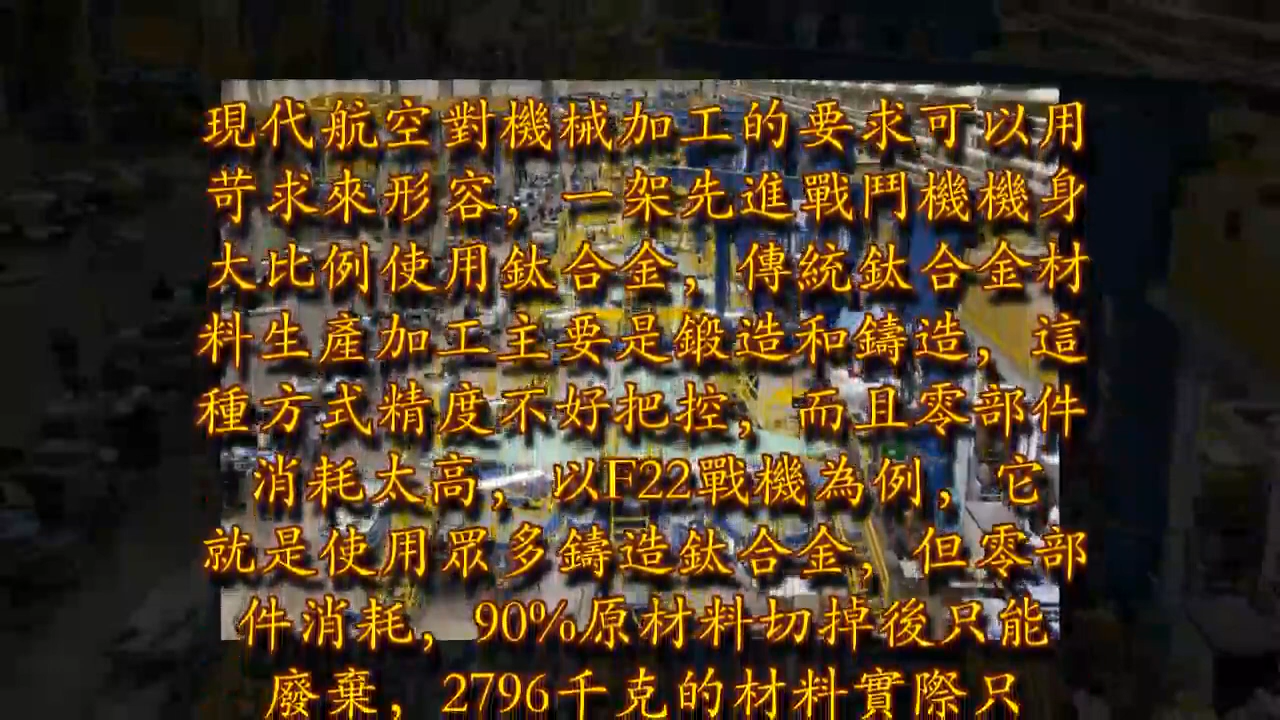 現代航空對機械加工的要求可以用
苛求來形容，一架先進戰鬥機機身
大比例使用鈦合金，傳統鈦合金材
料生產加工主要是鍛造和鑄造，這
種方式精度不好把控，而且零部件
消耗太高，以F22戰機為例，它
就是使用眾多鑄造鈦合金，但零部
件消耗，90%原材料切掉後只能
廢棄，2796千克的材料實際只